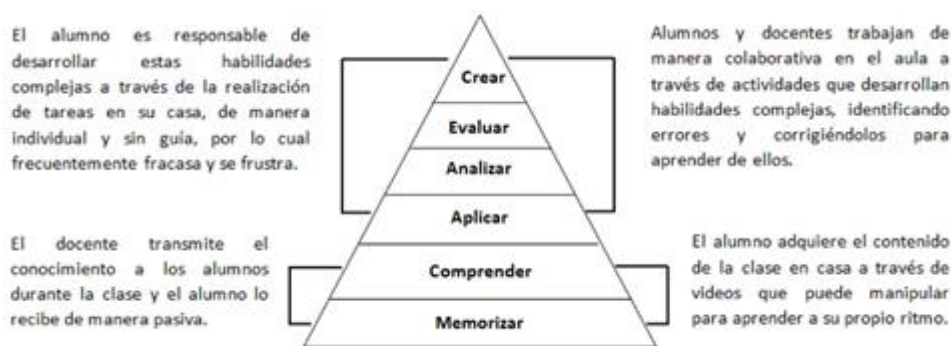 El alumno es responsable de
desarrollar estas habilidades
complejas a través de la realización
de tareas en su casa, de manera
individual y sin guía, por lo cual
frecuentemente fracasa y se frustra.
El docente transmite el
conocimiento a los alumnos
durante la clase y el alumno lo
recibe de manera pasiva.
Crear
Evaluar
Analizar
Aplicar
Comprender
Memorizar
Alumnos y docentes trabajan de
manera colaborativa en el aula a
través de actividades que desarrollan
habilidades complejas, identificando
errores y corrigiéndolos para
aprender de ellos.
El alumno adquiere el contenido
de la clase en casa a través de
videos que puede manipular
para aprender a su propio ritmo.